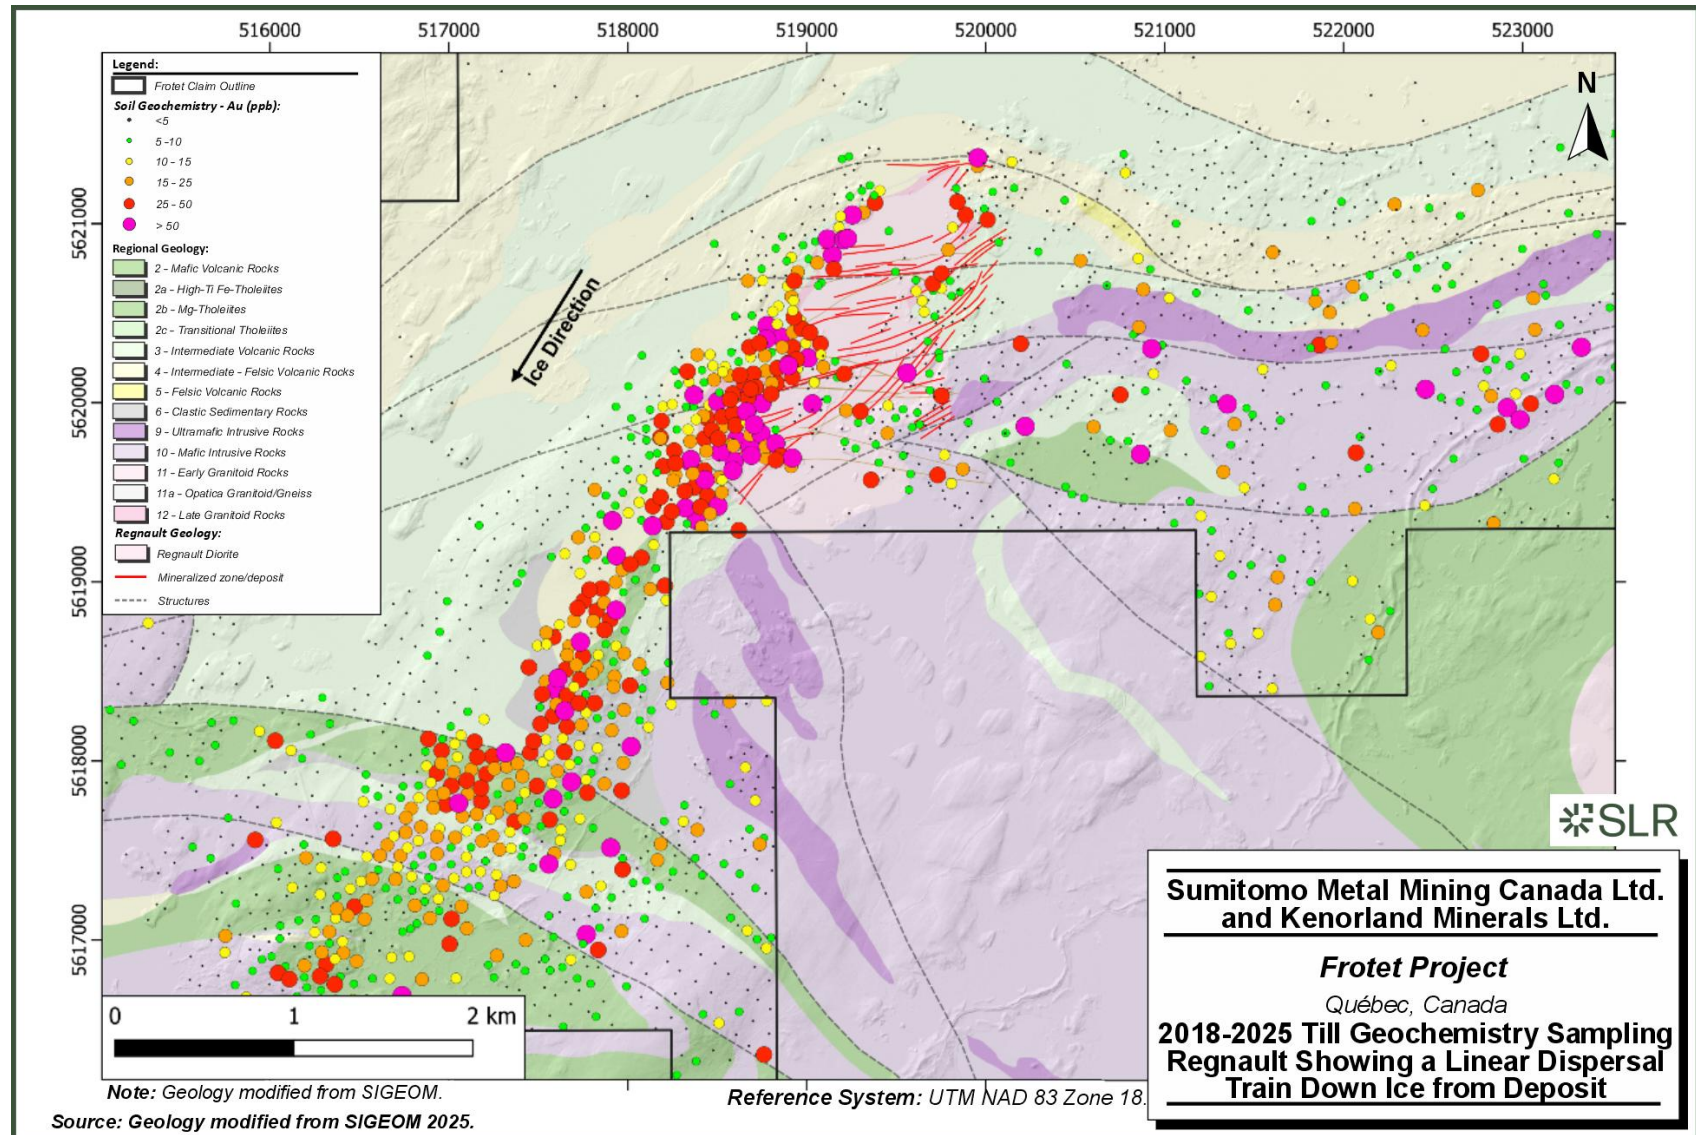 516000 517000 518000 519000 520000 521000 522000 523000
Legend:
Frotet Claim Outline
Soil Geochemistry - Au (ppb):
<5
5 -10
10 - 15
15 - 25
25 - 50
> 50
Regional Geology:
2 - Mafic Volcanic Rocks
2a - High-Ti Fe-Tholeiites
2b - Mg-Tholeiites
2c - Transitional Tholeiites
3 - Intermediate Volcanic Rocks
4 - Intermediate - Felsic Volcanic Rocks
5 - Felsic Volcanic Rocks
6 - Clastic Sedimentary Rocks
9 - Ultramafic Intrusive Rocks
10 - Mafic Intrusive Rocks
11 - Early Granitoid Rocks
11a - Opatica Granitoid/Gneiss
12 - Late Granitoid Rocks
Regnault Geology:
Regnault Diorite
Mineralized zone/deposit
Structures
N
Ice Direction
5621000
5620000
5619000
5618000
5617000
SLR
Sumitomo Metal Mining Canada Ltd.
and Kenorland Minerals Ltd.
Frotet Project
Québec, Canada
2018-2025 Till Geochemistry Sampling
Regnault Showing a Linear Dispersal
Train Down Ice from Deposit
0 1 2 km
Note: Geology modified from SIGEOM.
Reference System: UTM NAD 83 Zone 18.
Source: Geology modified from SIGEOM 2025.